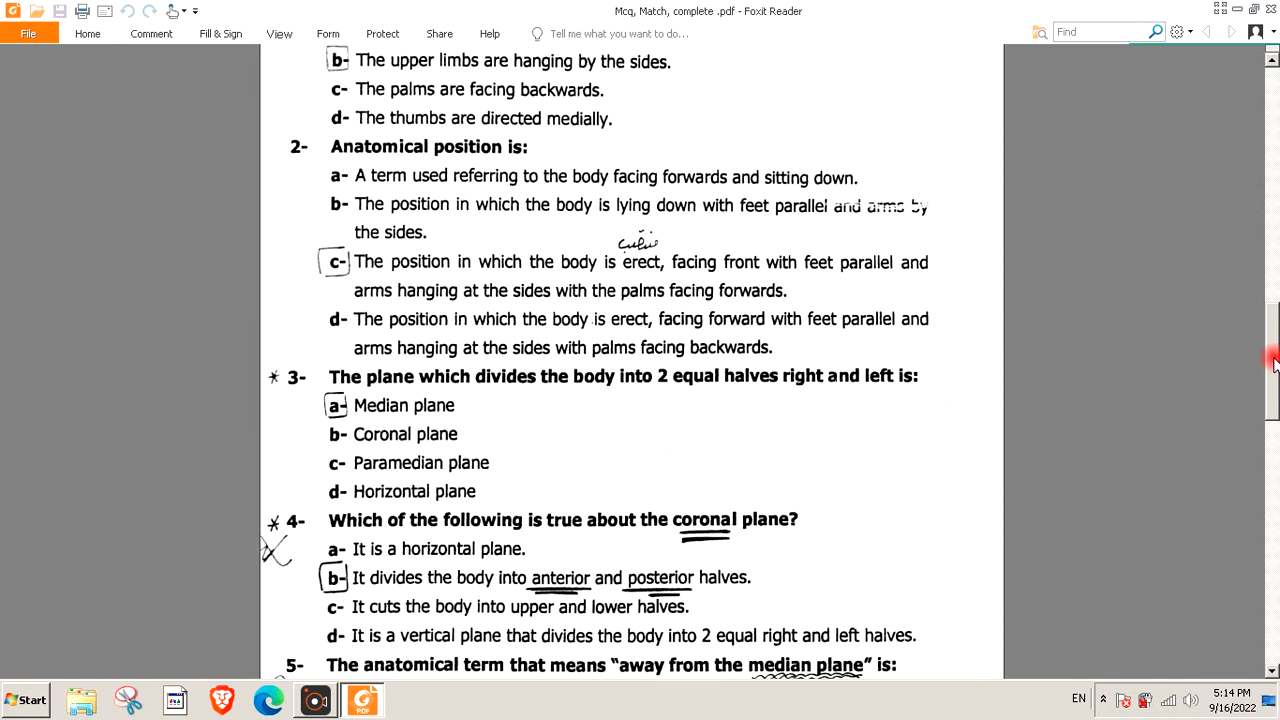 Mcq, Match, complete .pdf - Foxit Reader
File Home Comment Fill & Sign View Form Protect Share Help Tell me what you want to do... Find
b- The upper limbs are hanging by the sides.
c- The palms are facing backwards.
d- The thumbs are directed medially.
2- Anatomical position is:
a- A term used referring to the body facing forwards and sitting down.
b- The position in which the body is lying down with feet parallel and arms by
the sides.
c- The position in which the body is erect, facing front with feet parallel and
arms hanging at the sides with the palms facing forwards.
d- The position in which the body is erect, facing forward with feet parallel and
arms hanging at the sides with palms facing backwards.
* 3- The plane which divides the body into 2 equal halves right and left is:
a- Median plane
b- Coronal plane
c- Paramedian plane
d- Horizontal plane
* 4- Which of the following is true about the coronal plane?
a- It is a horizontal plane.
b- It divides the body into anterior and posterior halves.
c- It cuts the body into upper and lower halves.
d- It is a vertical plane that divides the body into 2 equal right and left halves.
5- The anatomical term that means "away from the median plane" is:
Start PDF EN 5:14 PM
9/16/2022